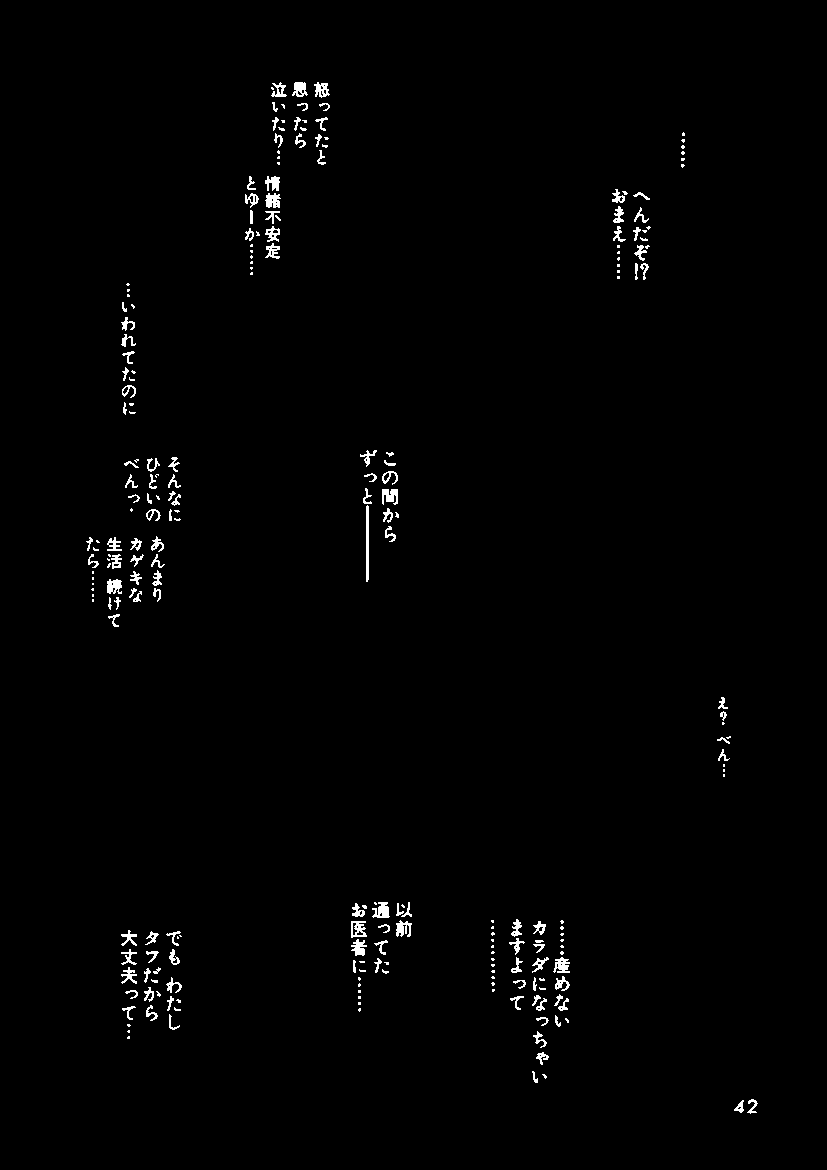 ……
へんだぞ!?
おまえ……
怒ってたと
思ったら
泣いたり…
情緒不安定
とゆーか……
この間から
ずっと――
…いわれてたのに
そんなに
ひどいの
べんっ・
あんまり
カゲキな
生活 続けて
たら……
え? べん…
……産めない
カラダになっちゃい
ますよって
…………
以前
通ってた
お医者に……
でも わたし
タフだから
大丈夫って…
42